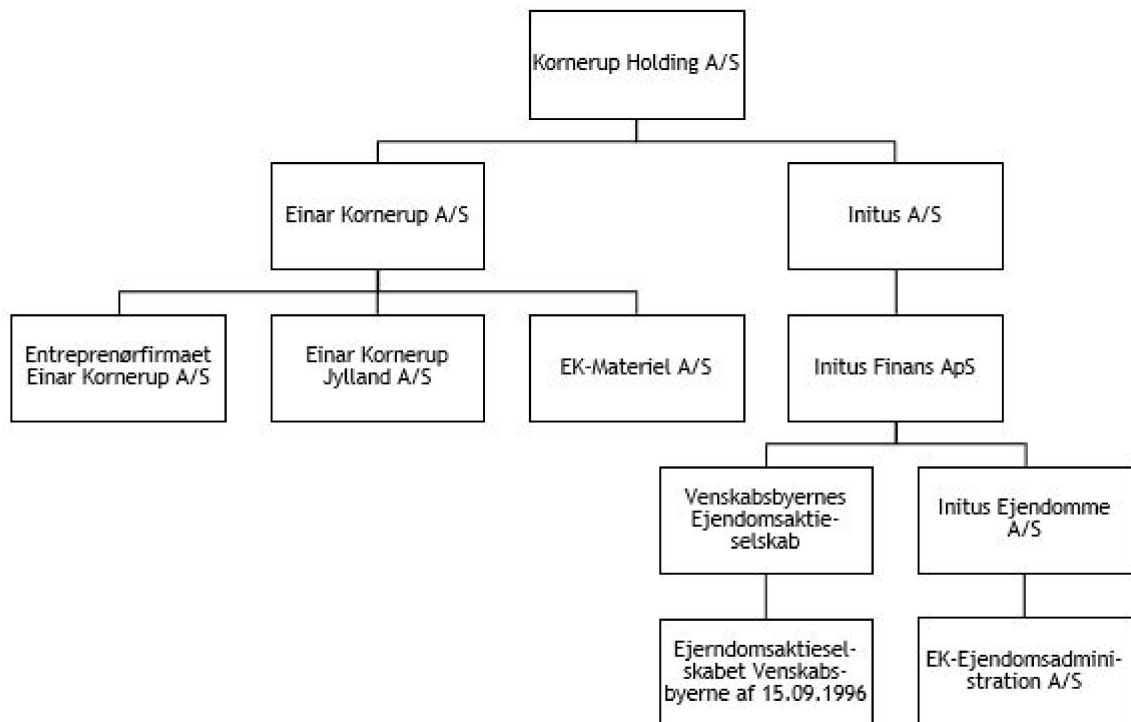 Kornerup Holding A/S
Einar Kornerup A/S
Initus A/S
Entreprenørfirmaet
Einar Kornerup A/S
Einar Kornerup
Jylland A/S
EK-Materiel A/S
Initus Finans ApS
Venskabsbyernes
Ejendomsaktie-
selskab
Initus Ejendomme
A/S
Ejerndomsaktiesel-
skabet Venskabs-
byerne af 15.09.1996
EK-Ejendomsadmini-
stration A/S